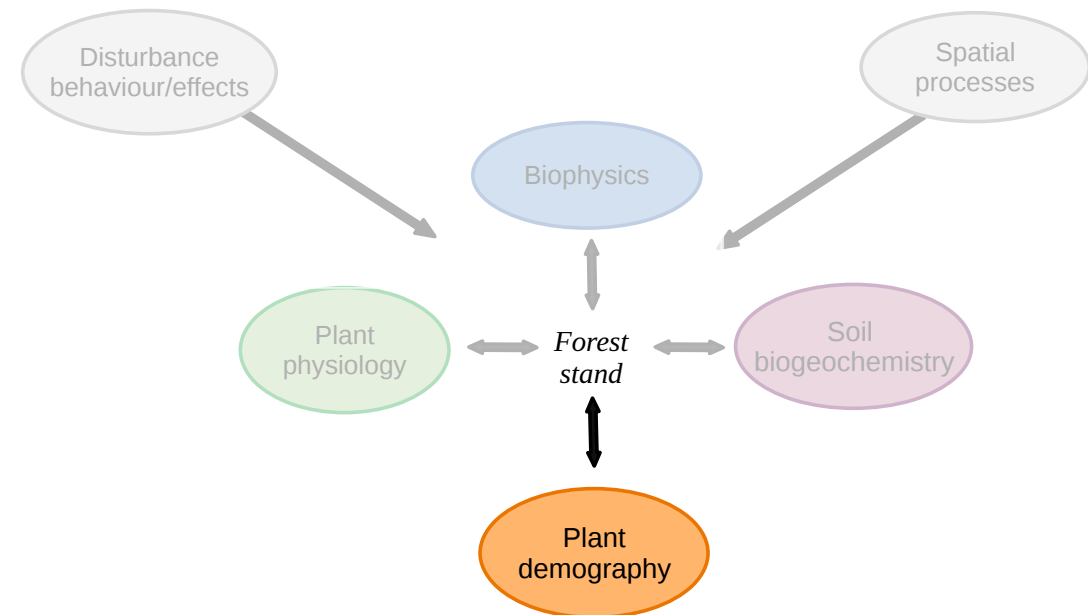 Disturbance
behaviour/effects
Spatial
processes
Biophysics
Plant
physiology
Forest
stand
Soil
biogeochemistry
Plant
demography